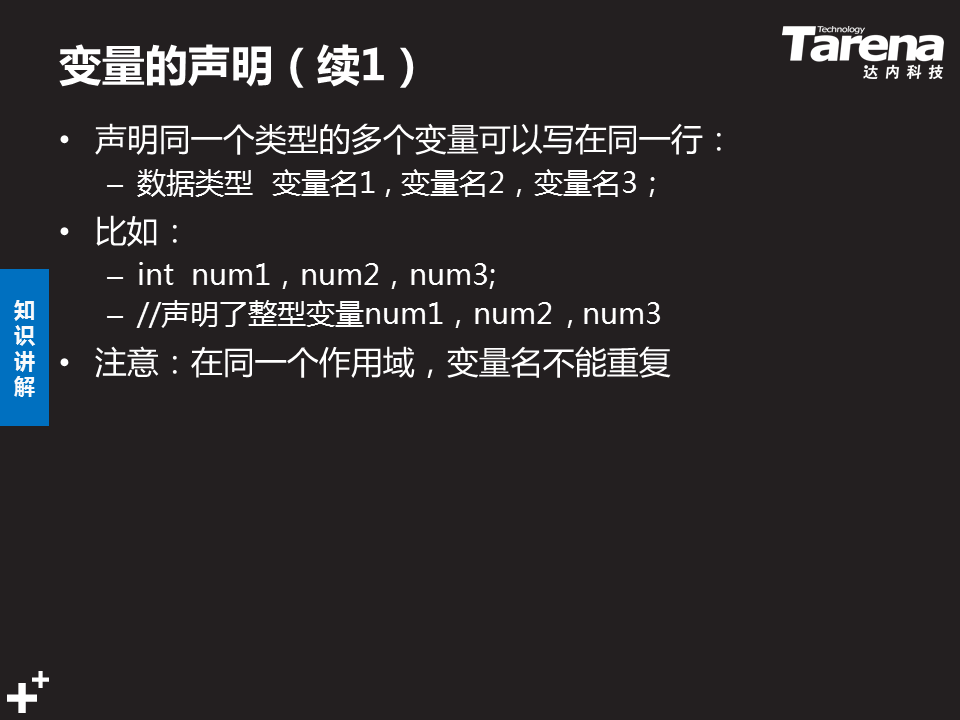 变量的声明（续1）
Technology
Tarena
达内科技
• 声明同一个类型的多个变量可以写在同一行：
– 数据类型  变量名1，变量名2，变量名3；
• 比如：
– int  num1，num2，num3;
– //声明了整型变量num1，num2，num3
• 注意：在同一个作用域，变量名不能重复
知
识
讲
解